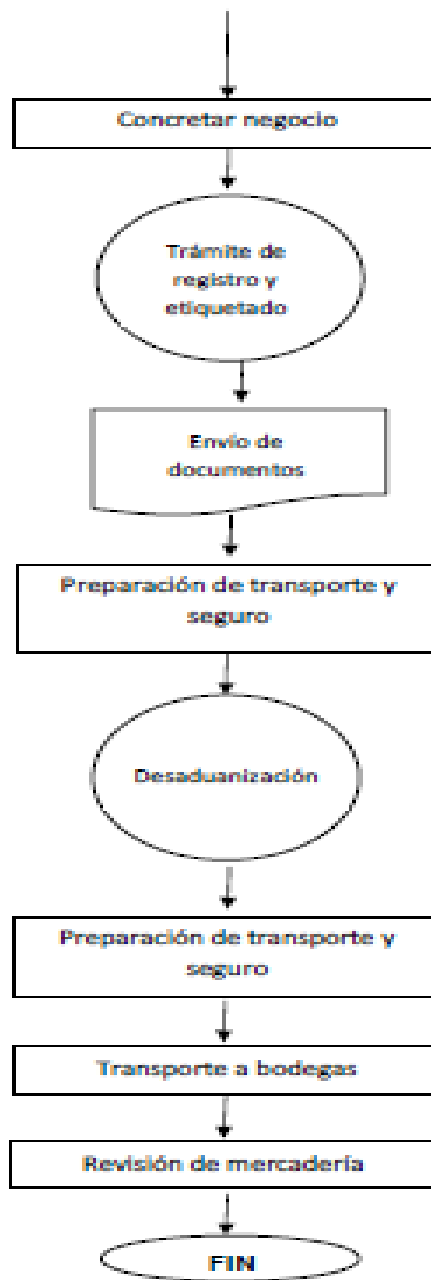 Concretar negocio
Trámite de
registro y
etiquetado
Envío de
documentos
Preparación de transporte y
seguro
Desaduanización
Preparación de transporte y
seguro
Transporte a bodegas
Revisión de mercadería
FIN